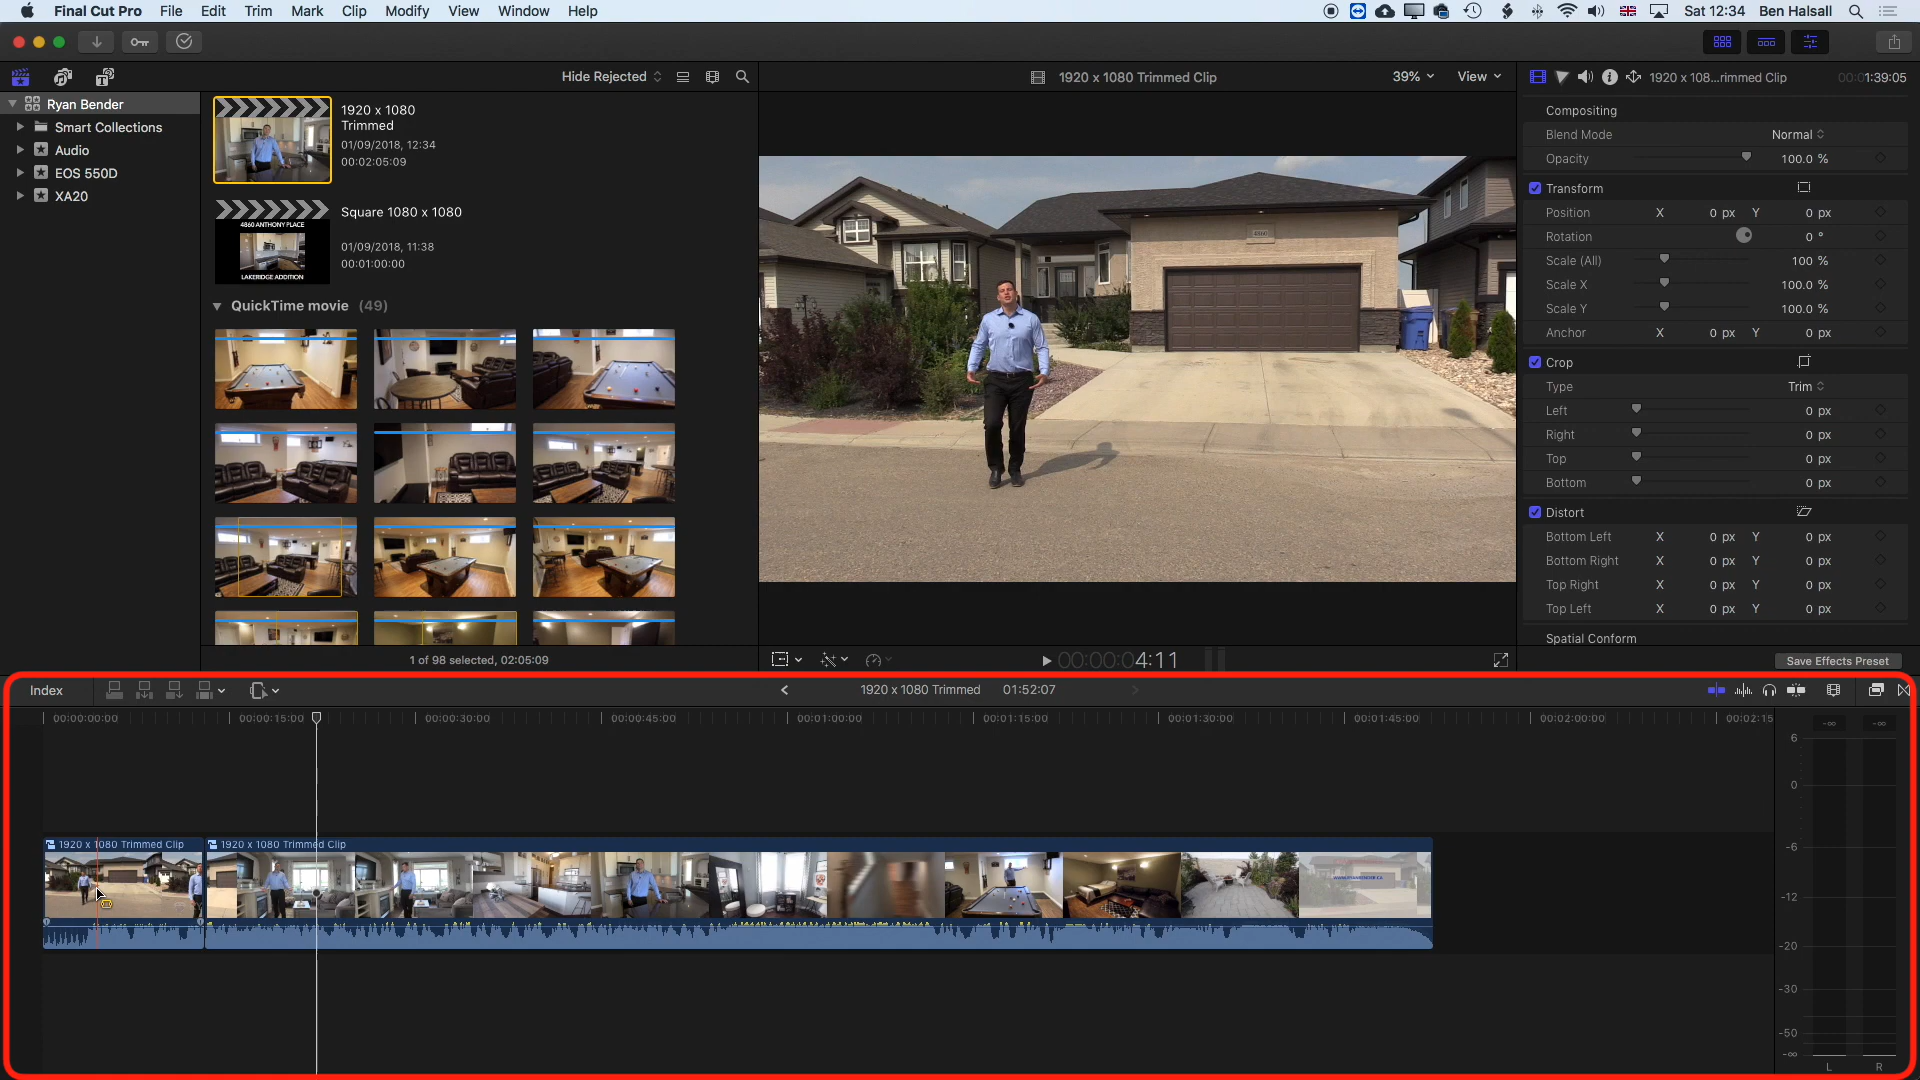 Final Cut Pro File Edit Trim Mark Clip Modify View Window Help Sat 12:34 Ben Halsall
Hide Rejected 1920 x 1080 Trimmed Clip 39% View 1920 x 108...rimmed Clip 00:01:39:05
Ryan Bender
Smart Collections
Audio
EOS 550D
XA20
1920 x 1080
Trimmed
01/09/2018, 12:34
00:02:05:09
4860 ANTHONY PLACE
LAKERIDGE ADDITION
Square 1080 x 1080
01/09/2018, 11:38
00:01:00:00
QuickTime movie (49)
1 of 98 selected, 02:05:09
00:00:00:04:11
Compositing
Blend Mode Normal
Opacity 100.0 %
Transform
Position X 0 px Y 0 px
Rotation 0 °
Scale (All) 100 %
Scale X 100.0 %
Scale Y 100.0 %
Anchor X 0 px Y 0 px
Crop
Type Trim
Left 0 px
Right 0 px
Top 0 px
Bottom 0 px
Distort
Bottom Left X 0 px Y 0 px
Bottom Right X 0 px Y 0 px
Top Right X 0 px Y 0 px
Top Left X 0 px Y 0 px
Spatial Conform
Save Effects Preset
Index 1920 x 1080 Trimmed 01:52:07
00:00:00:00 00:00:15:00 00:00:30:00 00:00:45:00 00:01:00:00 00:01:15:00 00:01:30:00 00:01:45:00 00:02:00:00 00:02:15
1920 x 1080 Trimmed Clip 1920 x 1080 Trimmed Clip
-∞ -∞
6
0
-6
-12
-20
-30
-50
-∞
L R